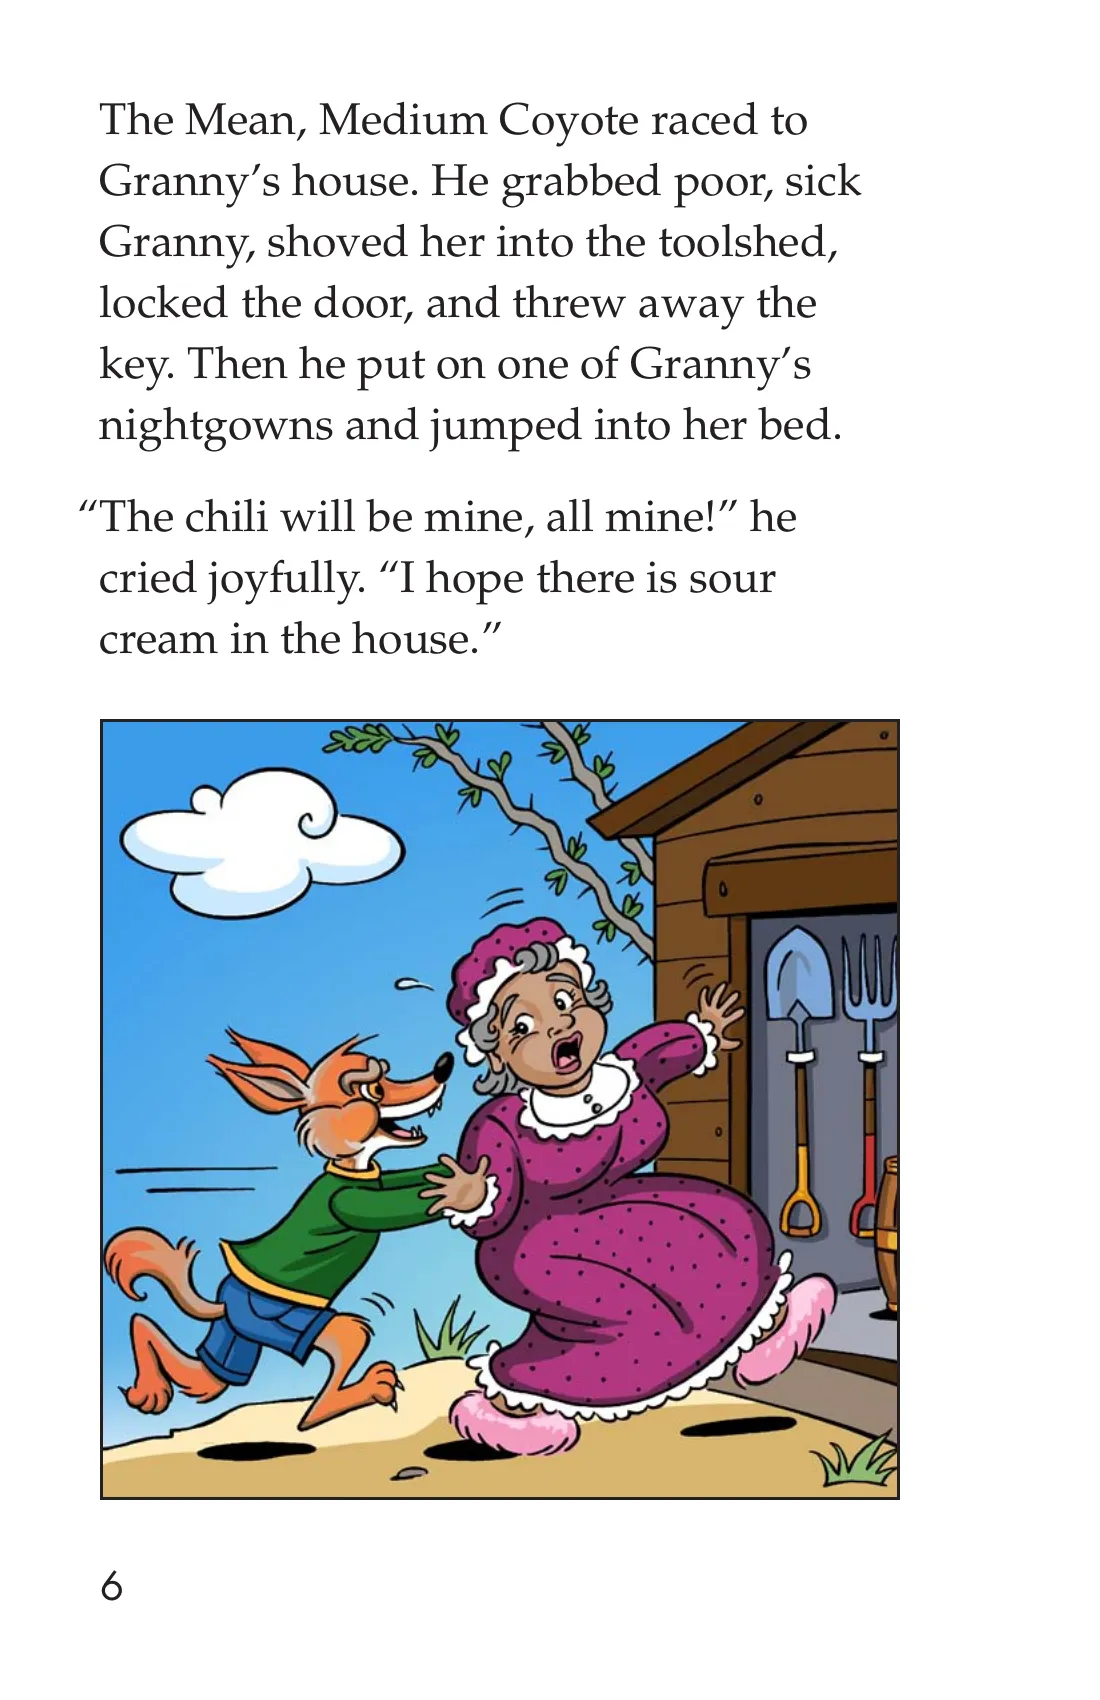 The Mean, Medium Coyote raced to
Granny’s house. He grabbed poor, sick
Granny, shoved her into the toolshed,
locked the door, and threw away the
key. Then he put on one of Granny’s
nightgowns and jumped into her bed.
“The chili will be mine, all mine!” he
cried joyfully. “I hope there is sour
cream in the house.”
6